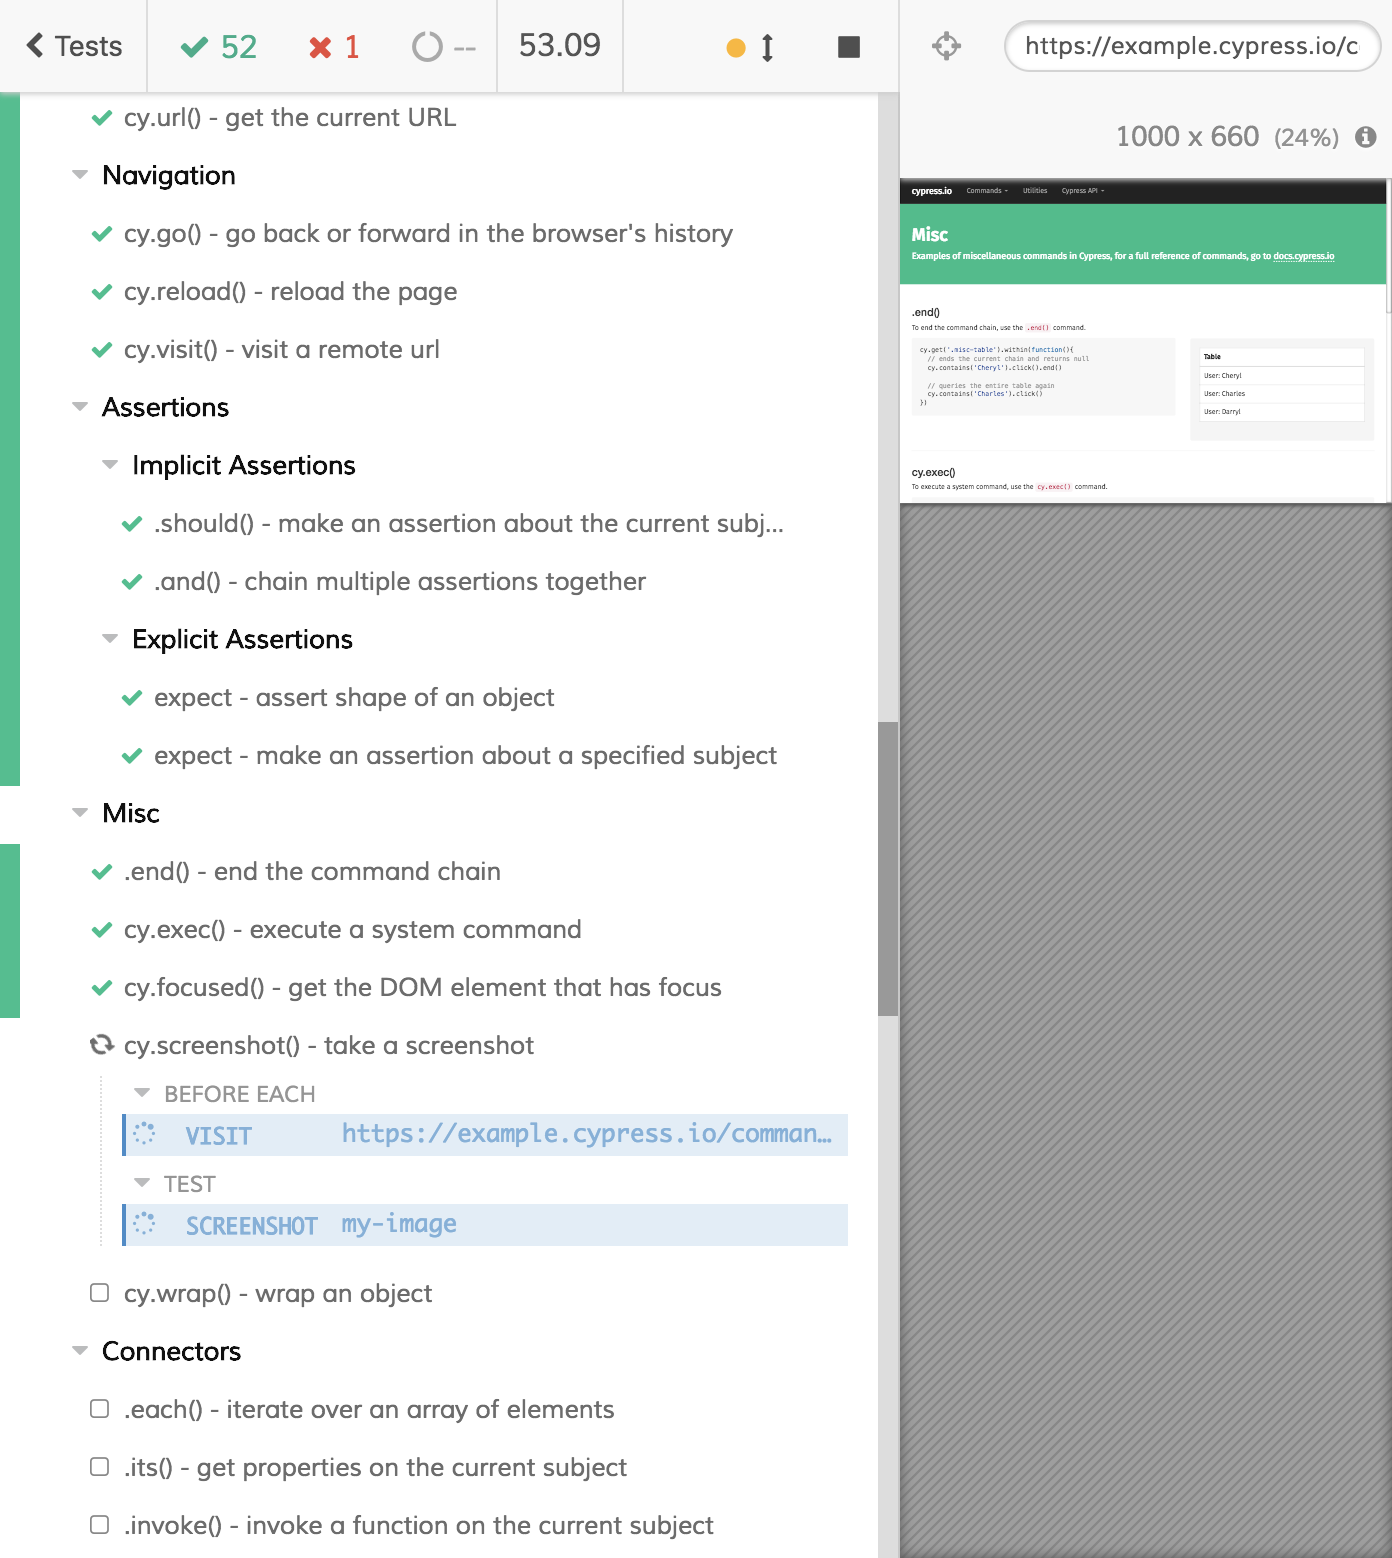 Tests
52
1
--
53.09
https://example.cypress.io/c
1000 x 660 (24%)
cy.url() - get the current URL
Navigation
cy.go() - go back or forward in the browser's history
cy.reload() - reload the page
cy.visit() - visit a remote url
Assertions
Implicit Assertions
.should() - make an assertion about the current subj...
.and() - chain multiple assertions together
Explicit Assertions
expect - assert shape of an object
expect - make an assertion about a specified subject
Misc
.end() - end the command chain
cy.exec() - execute a system command
cy.focused() - get the DOM element that has focus
cy.screenshot() - take a screenshot
BEFORE EACH
VISIT https://example.cypress.io/comman...
TEST
SCREENSHOT my-image
cy.wrap() - wrap an object
Connectors
.each() - iterate over an array of elements
.its() - get properties on the current subject
.invoke() - invoke a function on the current subject
cypress.io Commands Utilities Cypress API
Misc
Examples of miscellaneous commands in Cypress, for a full reference of commands, go to docs.cypress.io
.end()
To end the command chain, use the .end() command.
cy.get('.misc-table').within(function(){
// ends the current chain and returns null
cy.contains('Cheryl').click().end()
// queries the entire table again
cy.contains('Charles').click()
})
Table
User: Cheryl
User: Charles
User: Darryl
cy.exec()
To execute a system command, use the cy.exec() command.